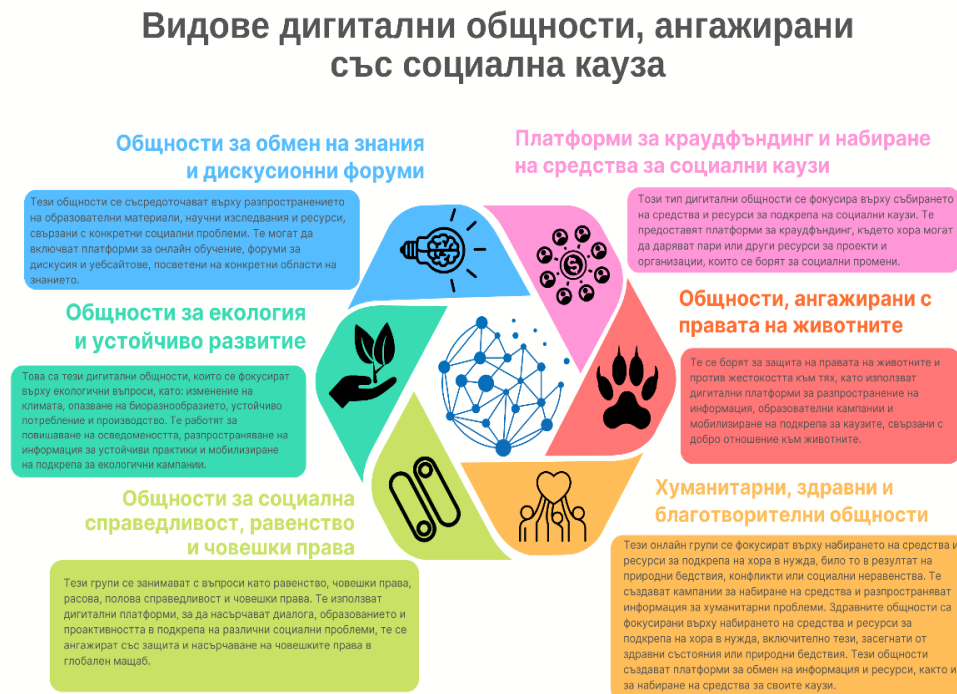 Видове дигитални общности, ангажирани
със социална кауза
Общности за обмен на знания
и дискусионни форуми
Тези общности се съсредоточават върху разпространението
на образователни материали, научни изследвания и ресурси,
свързани с конкретни социални проблеми. Те могат да
включват платформи за онлайн обучение, форуми за
дискусия и уебсайтове, посветени на конкретни области на
знанието.
Платформи за краудфъндинг и набиране
на средства за социални каузи
Този тип дигитални общности се фокусира върху събирането
на средства и ресурси за подкрепа на социални каузи. Те
предоставят платформи за краудфъндинг, където хора могат
да даряват пари или други ресурси за проекти и
организации, които се борят за социални промени.
Общности за екология
и устойчиво развитие
Това са тези дигитални общности, които се фокусират
върху екологични въпроси, като: изменение на
климата, опазване на биоразнообразието, устойчиво
потребление и производство. Те работят за
повишаване на осведомеността, разпространяване на
информация за устойчиви практики и мобилизиране
на подкрепа за екологични кампании.
Общности, ангажирани с
правата на животните
Те се борят за защита на правата на животните и
против жестокостта към тях, като използват
дигитални платформи за разпространение на
информация, образователни кампании и
мобилизиране на подкрепа за каузите, свързани с
добро отношение към животните.
Общности за социална
справедливост, равенство
и човешки права
Тези групи се занимават с въпроси като равенство, човешки права,
расова, полова справедливост и човешки права. Те използват
дигитални платформи, за да насърчават диалога, образованието и
проактивността в подкрепа на различни социални проблеми, те се
ангажират със защита и насърчаване на човешките права в
глобален мащаб.
Хуманитарни, здравни и
благотворителни общности
Тези онлайн групи се фокусират върху набирането на средства и
ресурси за подкрепа на хора в нужда, било то в резултат на
природни бедствия, конфликти или социални неравенства. Те
създават кампании за набиране на средства и разпространяват
информация за хуманитарни проблеми. Здравните общности са
фокусирани върху набирането на средства и ресурси за
подкрепа на хора в нужда, включително тези, засегнати от
здравни състояния или природни бедствия. Тези общности
създават платформи за обмен на информация и ресурси, както и
за набиране на средства за своите каузи.